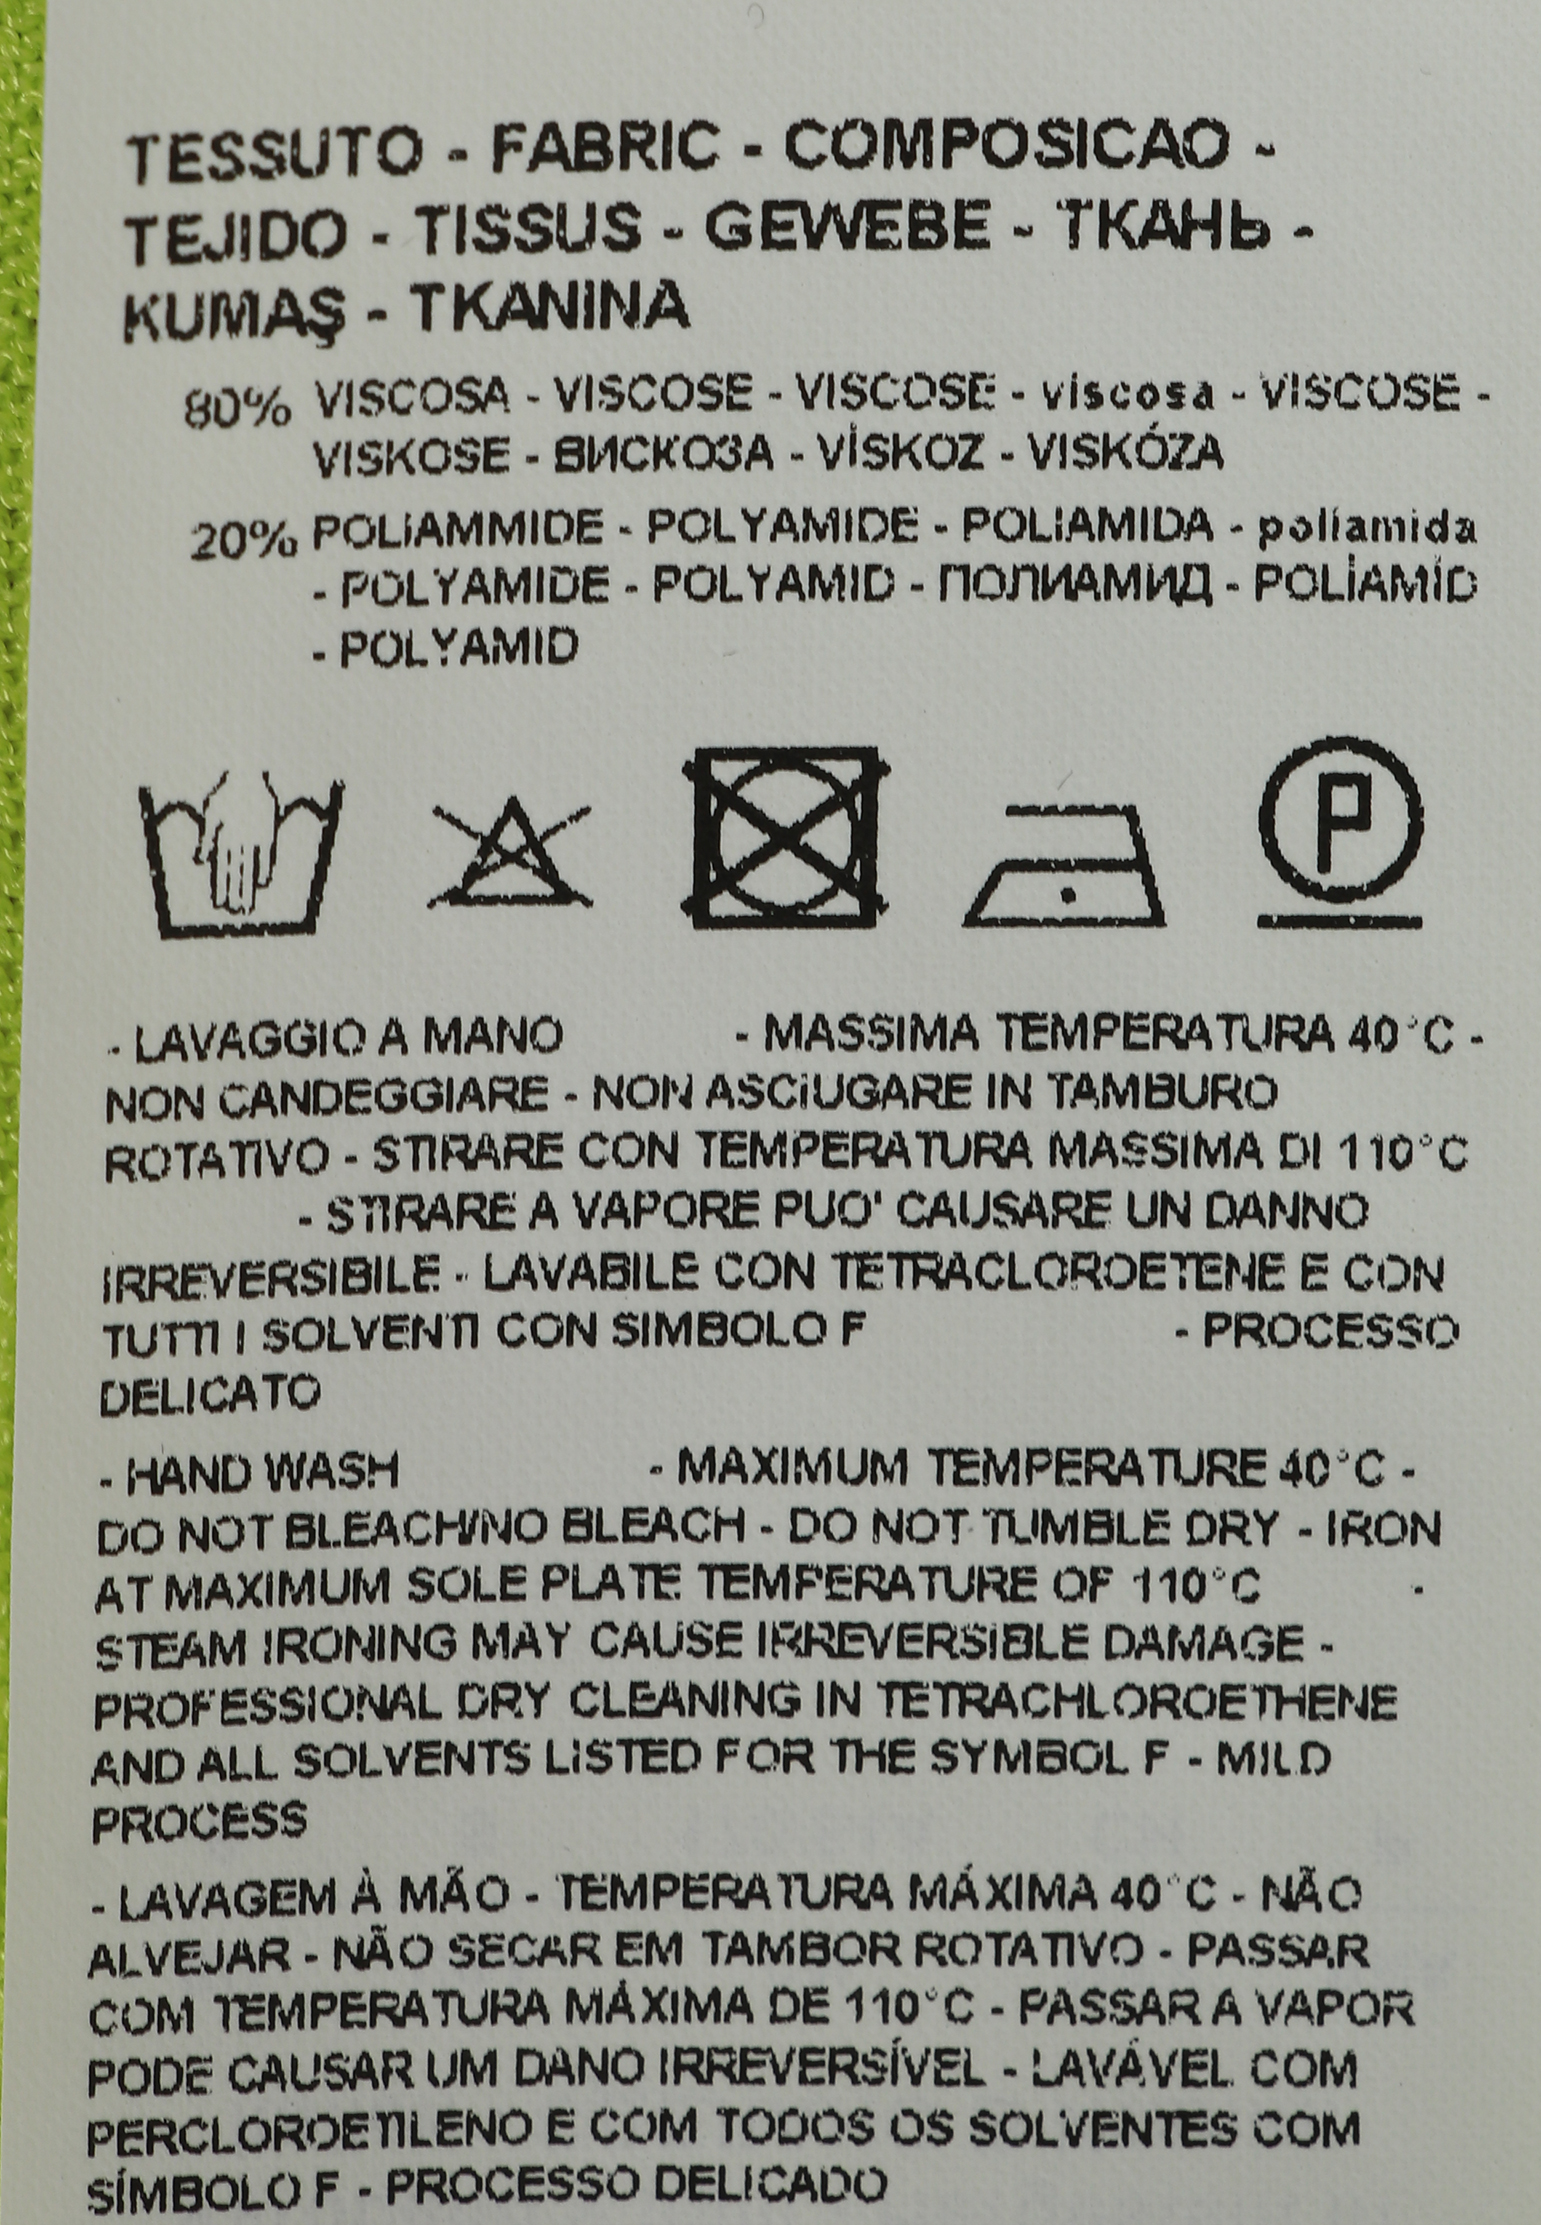 TESSUTO - FABRIC - COMPOSICAO -
TEJIDO - TISSUS - GEWEBE - ТКАНЬ -
KUMAŞ - TKANINA
80% VISCOSA - VISCOSE - VISCOSE - viscosa - VISCOSE -
VISKOSE - ВИСКОЗА - VİSKOZ - VISKÓZA
20% POLIAMMIDE - POLYAMIDE - POLIAMIDA - poliamida
- POLYAMIDE - POLYAMID - ПОЛИАМИД - POLİAMİD
- POLYAMID
P
- LAVAGGIO A MANO - MASSIMA TEMPERATURA 40°C -
NON CANDEGGIARE - NON ASCIUGARE IN TAMBURO
ROTATIVO - STIRARE CON TEMPERATURA MASSIMA DI 110°C
- STIRARE A VAPORE PUO' CAUSARE UN DANNO
IRREVERSIBILE - LAVABILE CON TETRACLOROETENE E CON
TUTTI I SOLVENTI CON SIMBOLO F - PROCESSO
DELICATO
- HAND WASH - MAXIMUM TEMPERATURE 40°C -
DO NOT BLEACH/NO BLEACH - DO NOT TUMBLE DRY - IRON
AT MAXIMUM SOLE PLATE TEMPERATURE OF 110°C -
STEAM IRONING MAY CAUSE IRREVERSIBLE DAMAGE -
PROFESSIONAL DRY CLEANING IN TETRACHLOROETHENE
AND ALL SOLVENTS LISTED FOR THE SYMBOL F - MILD
PROCESS
- LAVAGEM À MÃO - TEMPERATURA MÁXIMA 40°C - NÃO
ALVEJAR - NÃO SECAR EM TAMBOR ROTATIVO - PASSAR
COM TEMPERATURA MÁXIMA DE 110°C - PASSAR A VAPOR
PODE CAUSAR UM DANO IRREVERSÍVEL - LAVÁVEL COM
PERCLOROETILENO E COM TODOS OS SOLVENTES COM
SÍMBOLO F - PROCESSO DELICADO